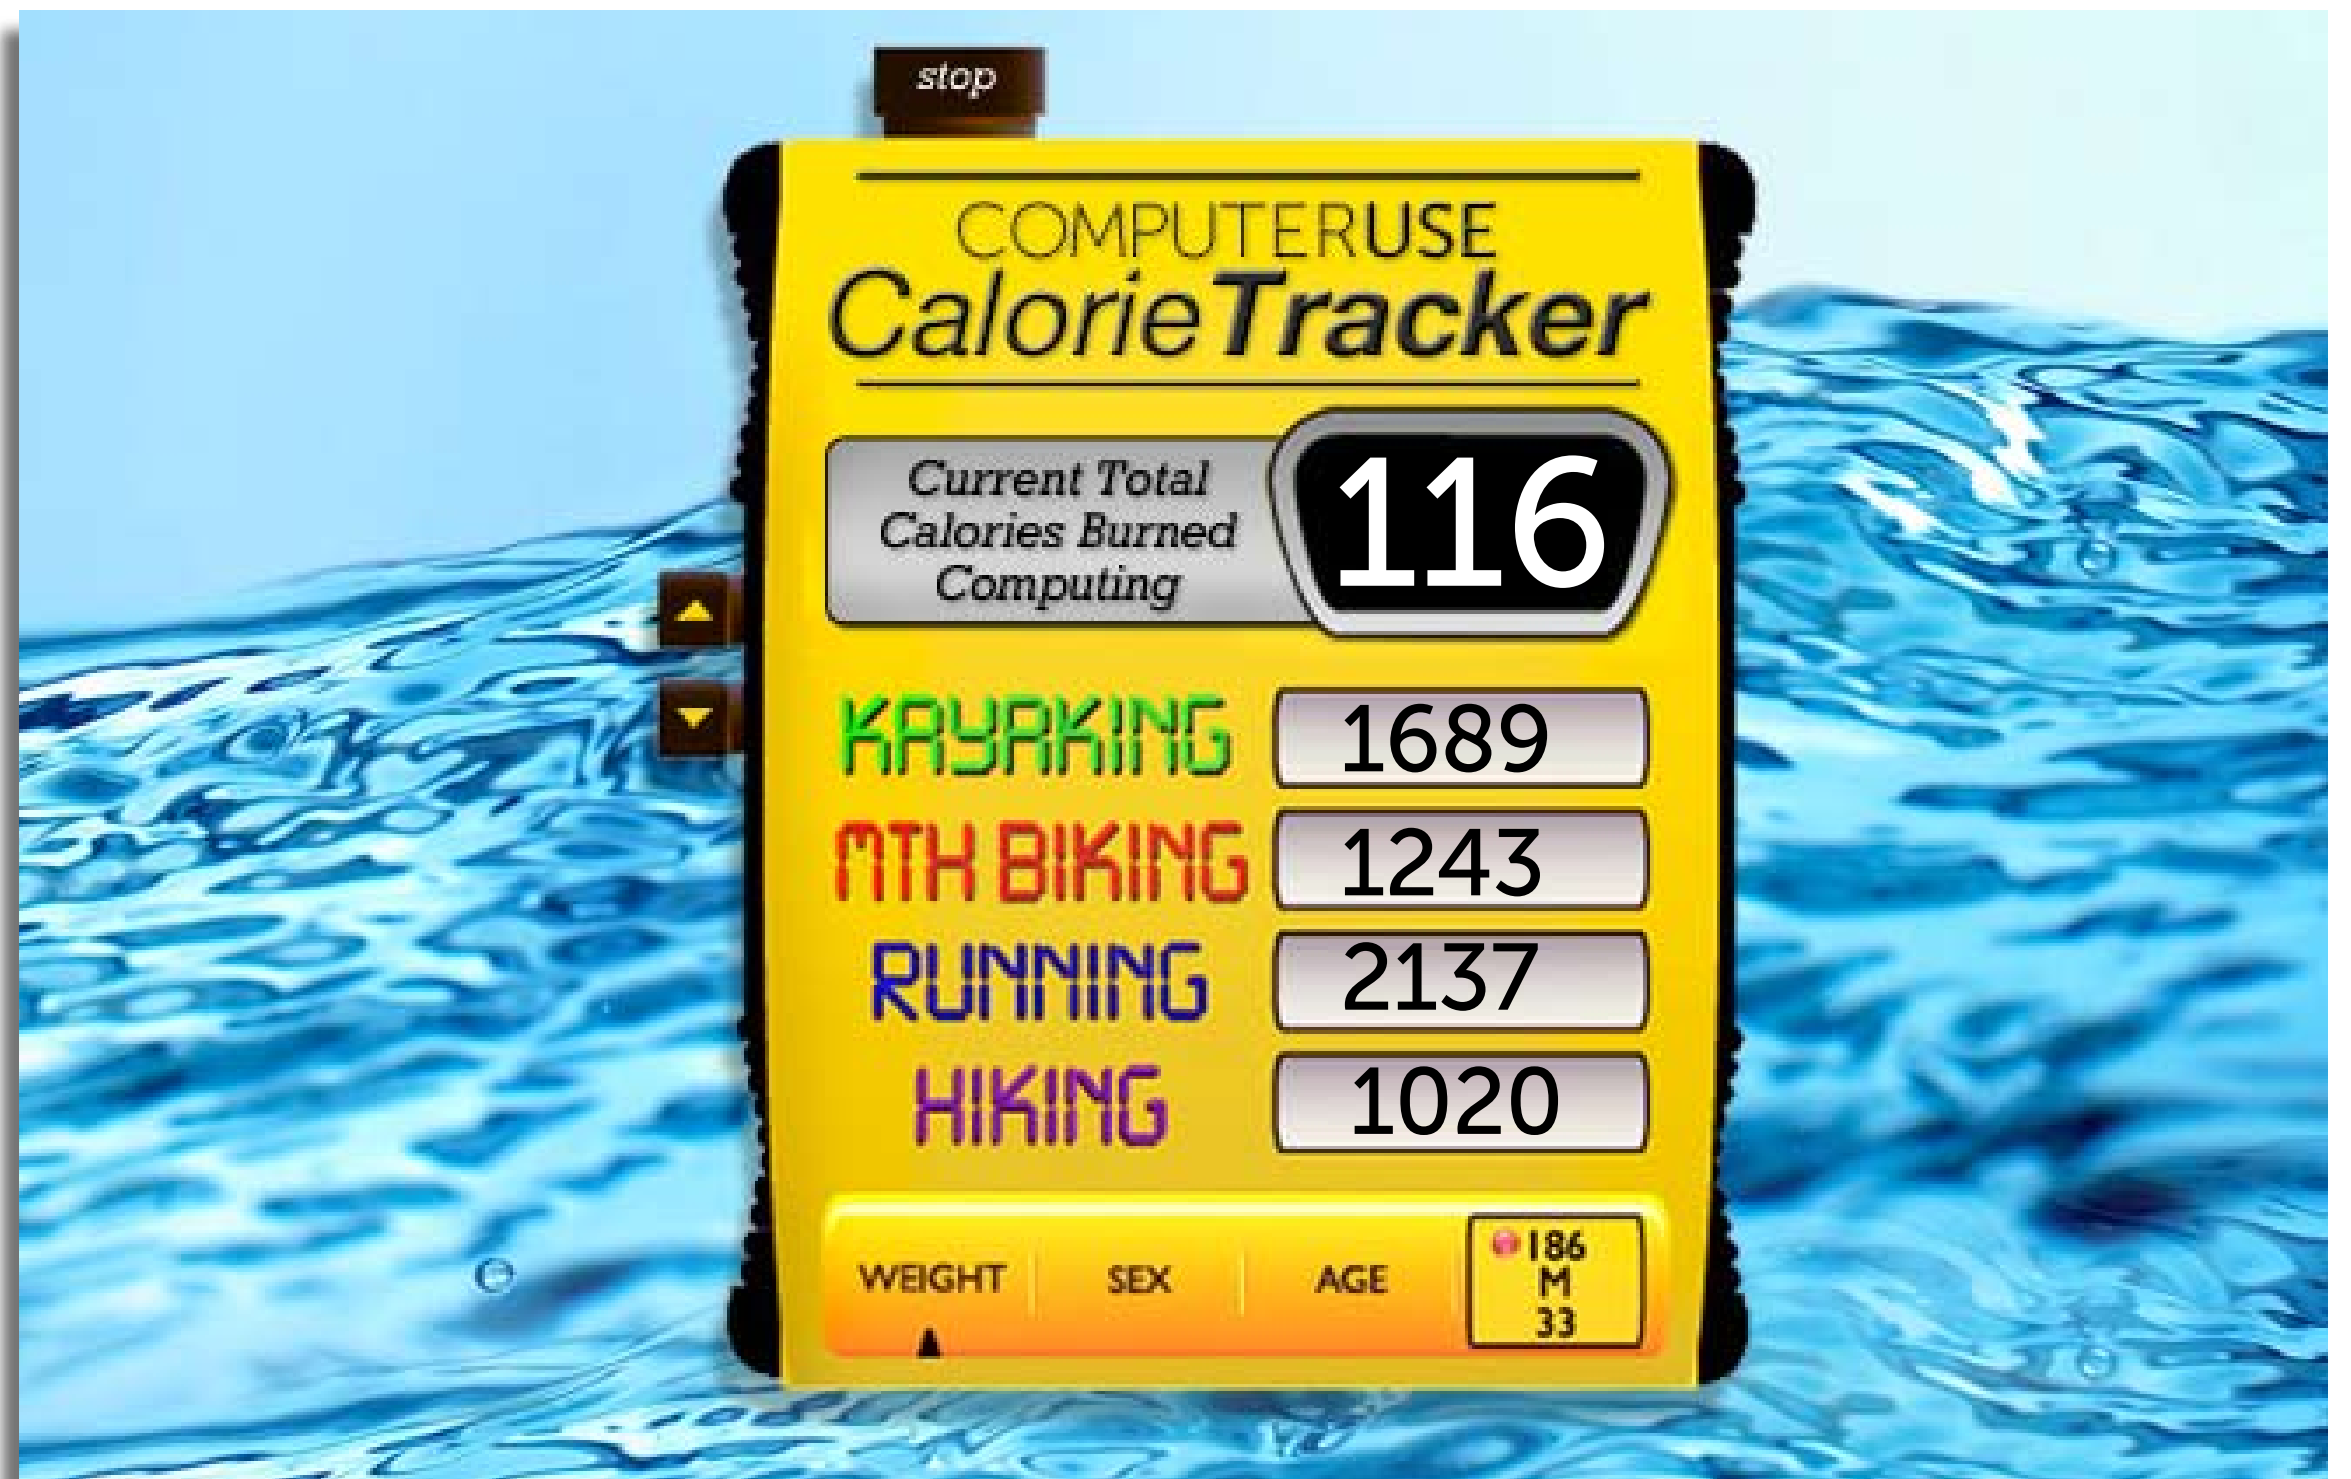 stop
COMPUTERUSE
CalorieTracker
Current Total
Calories Burned
Computing
116
KAYAKING 1689
MTH BIKING 1243
RUNNING 2137
HIKING 1020
WEIGHT SEX AGE
186
M
33